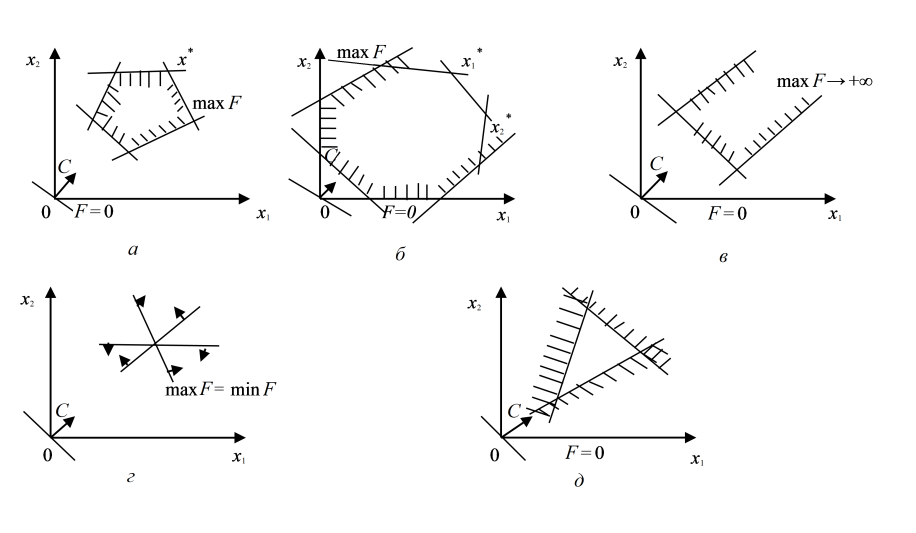 x₂ x* max F C 0 F = 0 x₁
а
x₂ max F x₁* x₂* C 0 F=0 x₁
б
x₂ max F → +∞ C 0 F = 0 x₁
в
x₂ max F = min F C 0 x₁
г
x₂ C 0 F = 0 x₁
д